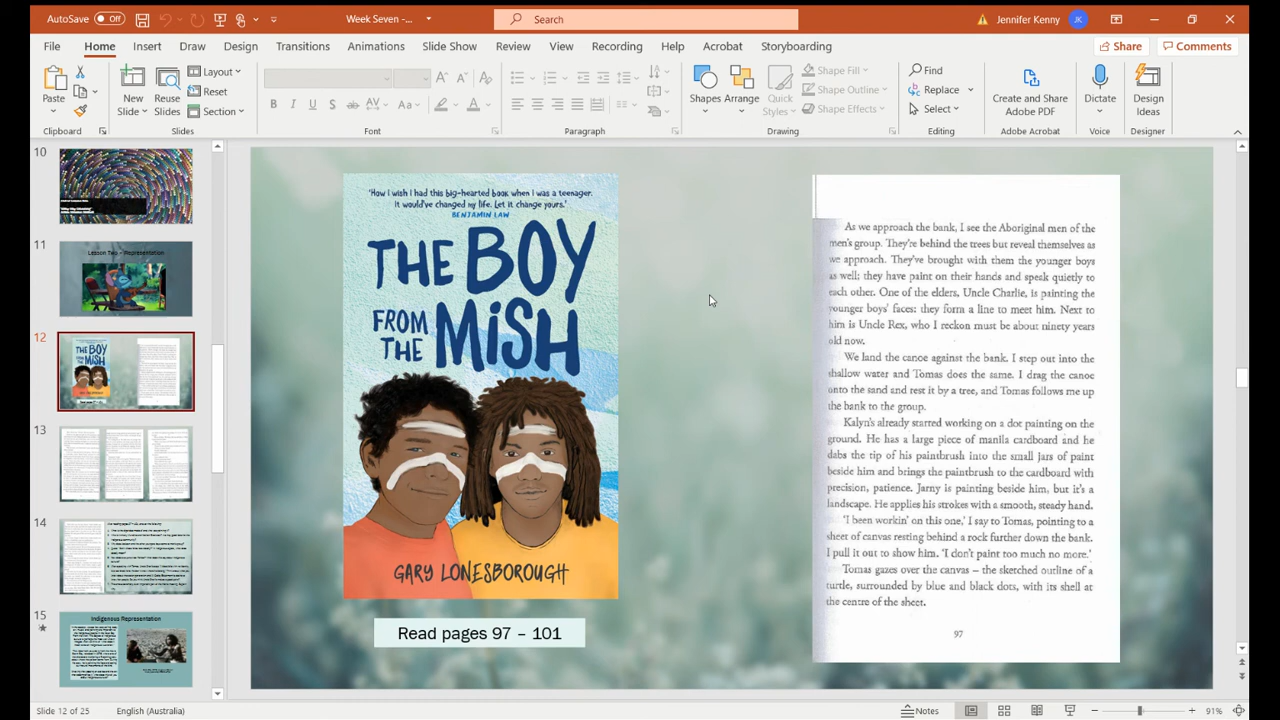 AutoSave Off
Week Seven -...
Search
Jennifer Kenny JK
File Home Insert Draw Design Transitions Animations Slide Show Review View Recording Help Acrobat Storyboarding Share Comments
Paste
New Slide
Reuse Slides
Layout
Reset
Section
B I U S ab AV Aa A
Shapes
Arrange
Quick Styles
Shape Fill
Shape Outline
Shape Effects
Find
Replace
Select
Create and Share Adobe PDF
Dictate
Design Ideas
Clipboard Slides Font Paragraph Drawing Editing Adobe Acrobat Voice Designer
10
11
Lesson Two – Representation
12
13
14
15
Indigenous Representation
'How I wish I had this big-hearted book when I was a teenager.
It would've changed my life. Let it change yours.'
BENJAMIN LAW
THE BOY
FROM THE MISH
GARY LONESBOROUGH
Read pages 97 – 101
As we approach the bank, I see the Aboriginal men of the
men's group. They're behind the trees but reveal themselves as
we approach. They've brought with them the younger boys
as well; they have paint on their hands and speak quietly to
each other. One of the elders, Uncle Charlie, is painting the
younger boys' faces; they form a line to meet him. Next to
him is Uncle Rex, who I reckon must be about ninety years
old now.
We land the canoe against the bank. I step out into the
shallow water and Tomas does the same. I drag the canoe
onto the sand and rest it by a tree, and Tomas follows me up
the bank to the group.
Kalyn's already started working on a dot painting on the
ground. He has a large piece of manila cardboard and he
dabs the tip of his paintbrush into the small jars of paint
beside him and brings the paintbrush to the cardboard with
precision, patience. Jarny is painting beside him, but it's a
landscape. He applies his strokes with a smooth, steady hand.
'I been workin' on this one,' I say to Tomas, pointing to a
sheet of canvas resting behind a rock further down the bank.
I pull it out to show him. 'I don't paint too much no more.'
Tomas gazes over the canvas – the sketched outline of a
turtle, surrounded by blue and black dots, with its shell at
the centre of the sheet.
97
Slide 12 of 25
English (Australia)
Notes
91%